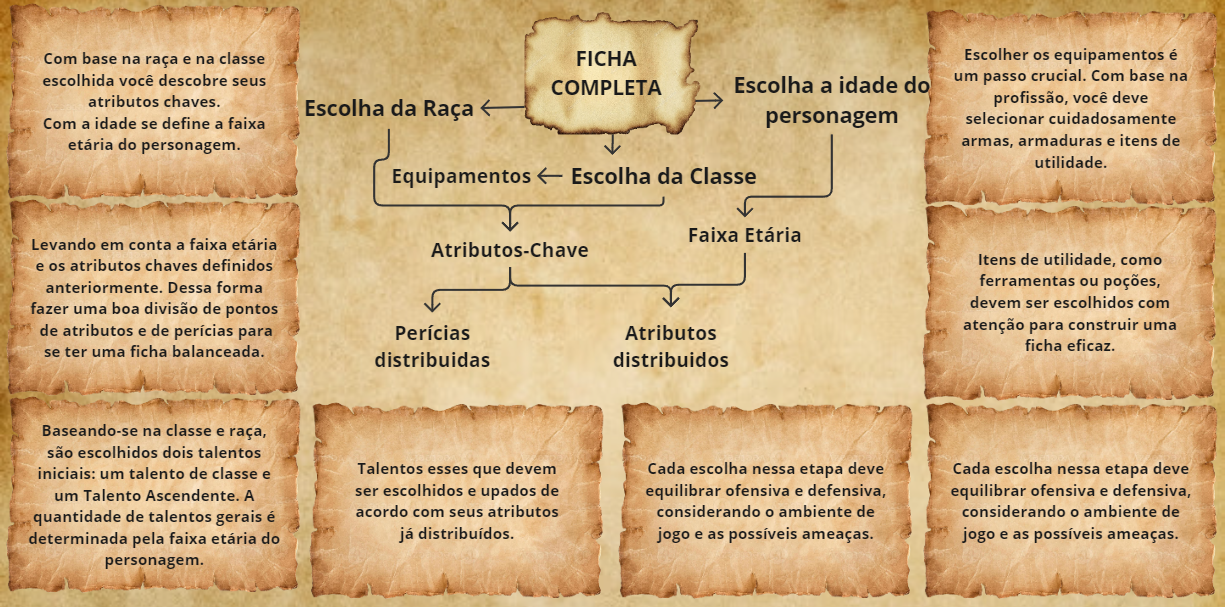 Com base na raça e na classe
escolhida você descobre seus
atributos chaves.
Com a idade se define a faixa
etária do personagem.
Levando em conta a faixa etária
e os atributos chaves definidos
anteriormente. Dessa forma
fazer uma boa divisão de pontos
de atributos e de perícias para
se ter uma ficha balanceada.
Baseando-se na classe e raça,
são escolhidos dois talentos
iniciais: um talento de classe e
um Talento Ascendente. A
quantidade de talentos gerais é
determinada pela faixa etária do
personagem.
FICHA
COMPLETA
Escolha da Raça
Escolha a idade do
personagem
Equipamentos
Escolha da Classe
Atributos-Chave
Faixa Etária
Perícias
distribuidas
Atributos
distribuidos
Talentos esses que devem
ser escolhidos e upados de
acordo com seus atributos
já distribuídos.
Cada escolha nessa etapa deve
equilibrar ofensiva e defensiva,
considerando o ambiente de
jogo e as possíveis ameaças.
Escolher os equipamentos é
um passo crucial. Com base na
profissão, você deve
selecionar cuidadosamente
armas, armaduras e itens de
utilidade.
Itens de utilidade, como
ferramentas ou poções,
devem ser escolhidos com
atenção para construir uma
ficha eficaz.
Cada escolha nessa etapa deve
equilibrar ofensiva e defensiva,
considerando o ambiente de
jogo e as possíveis ameaças.